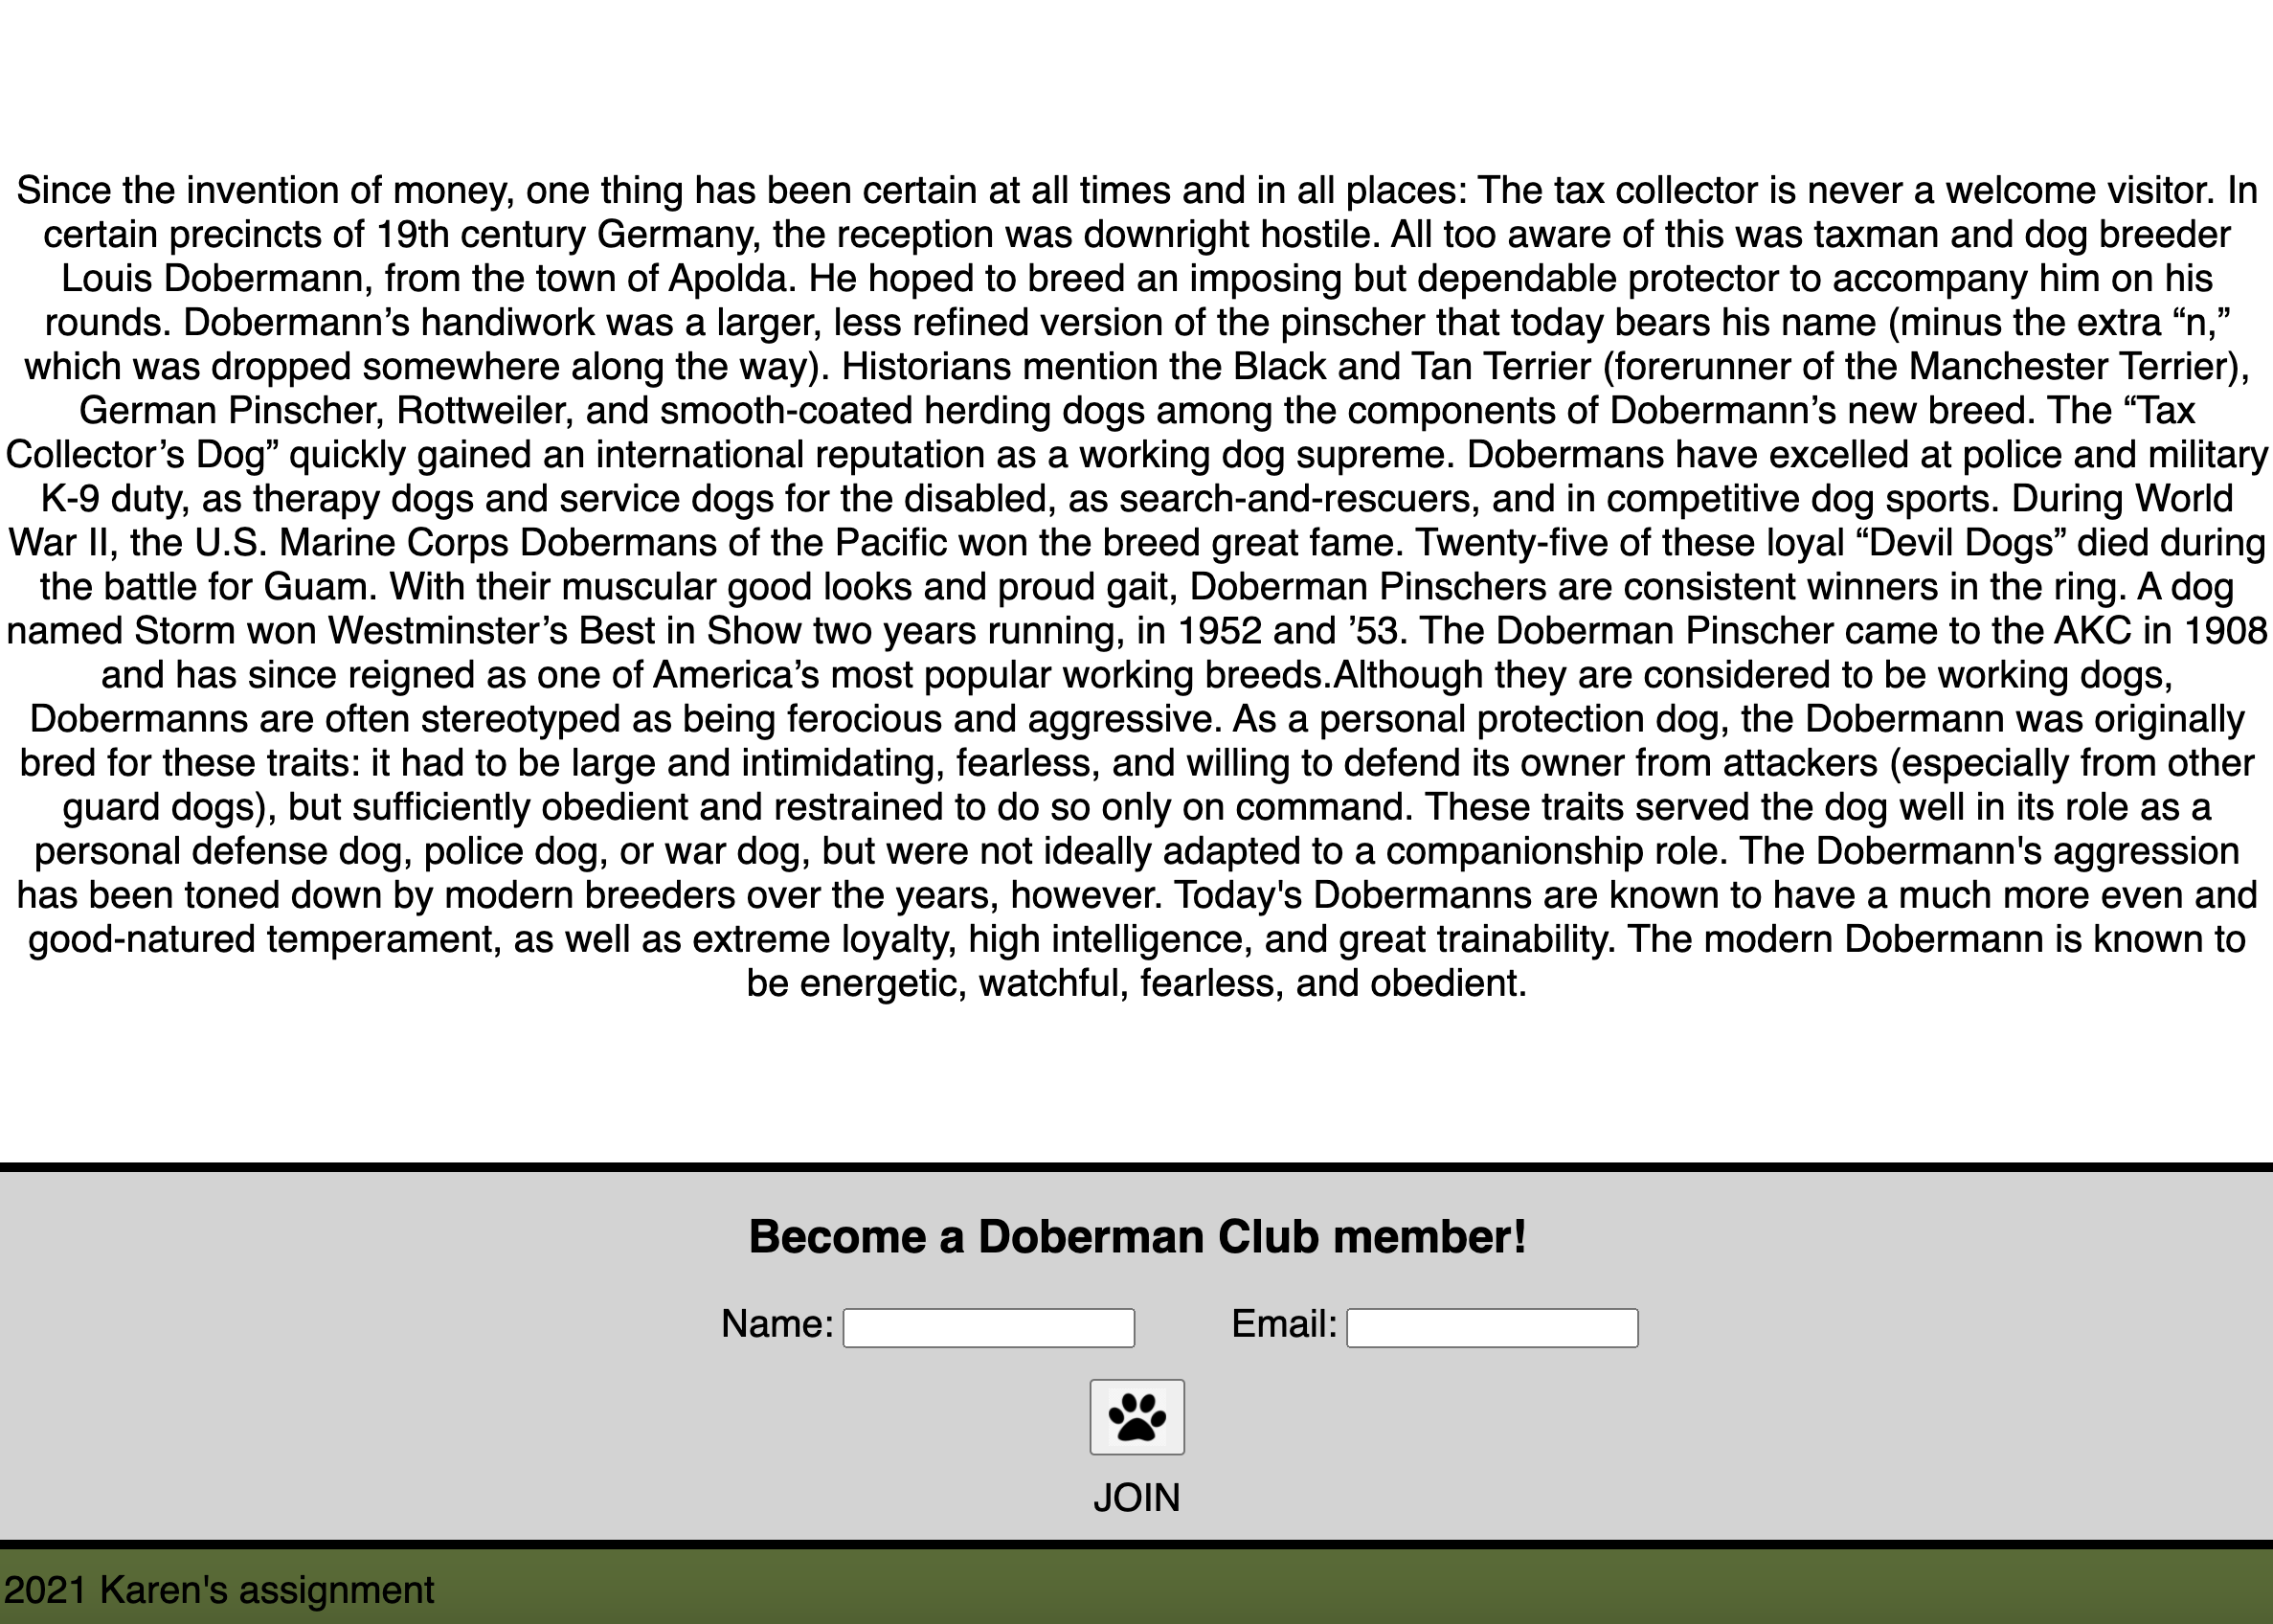 Since the invention of money, one thing has been certain at all times and in all places: The tax collector is never a welcome visitor. In
certain precincts of 19th century Germany, the reception was downright hostile. All too aware of this was taxman and dog breeder
Louis Dobermann, from the town of Apolda. He hoped to breed an imposing but dependable protector to accompany him on his
rounds. Dobermann’s handiwork was a larger, less refined version of the pinscher that today bears his name (minus the extra “n,”
which was dropped somewhere along the way). Historians mention the Black and Tan Terrier (forerunner of the Manchester Terrier),
German Pinscher, Rottweiler, and smooth-coated herding dogs among the components of Dobermann’s new breed. The “Tax
Collector’s Dog” quickly gained an international reputation as a working dog supreme. Dobermans have excelled at police and military
K-9 duty, as therapy dogs and service dogs for the disabled, as search-and-rescuers, and in competitive dog sports. During World
War II, the U.S. Marine Corps Dobermans of the Pacific won the breed great fame. Twenty-five of these loyal “Devil Dogs” died during
the battle for Guam. With their muscular good looks and proud gait, Doberman Pinschers are consistent winners in the ring. A dog
named Storm won Westminster’s Best in Show two years running, in 1952 and ’53. The Doberman Pinscher came to the AKC in 1908
and has since reigned as one of America’s most popular working breeds.Although they are considered to be working dogs,
Dobermanns are often stereotyped as being ferocious and aggressive. As a personal protection dog, the Dobermann was originally
bred for these traits: it had to be large and intimidating, fearless, and willing to defend its owner from attackers (especially from other
guard dogs), but sufficiently obedient and restrained to do so only on command. These traits served the dog well in its role as a
personal defense dog, police dog, or war dog, but were not ideally adapted to a companionship role. The Dobermann's aggression
has been toned down by modern breeders over the years, however. Today's Dobermanns are known to have a much more even and
good-natured temperament, as well as extreme loyalty, high intelligence, and great trainability. The modern Dobermann is known to
be energetic, watchful, fearless, and obedient.
Become a Doberman Club member!
Name: Email:
JOIN
2021 Karen's assignment